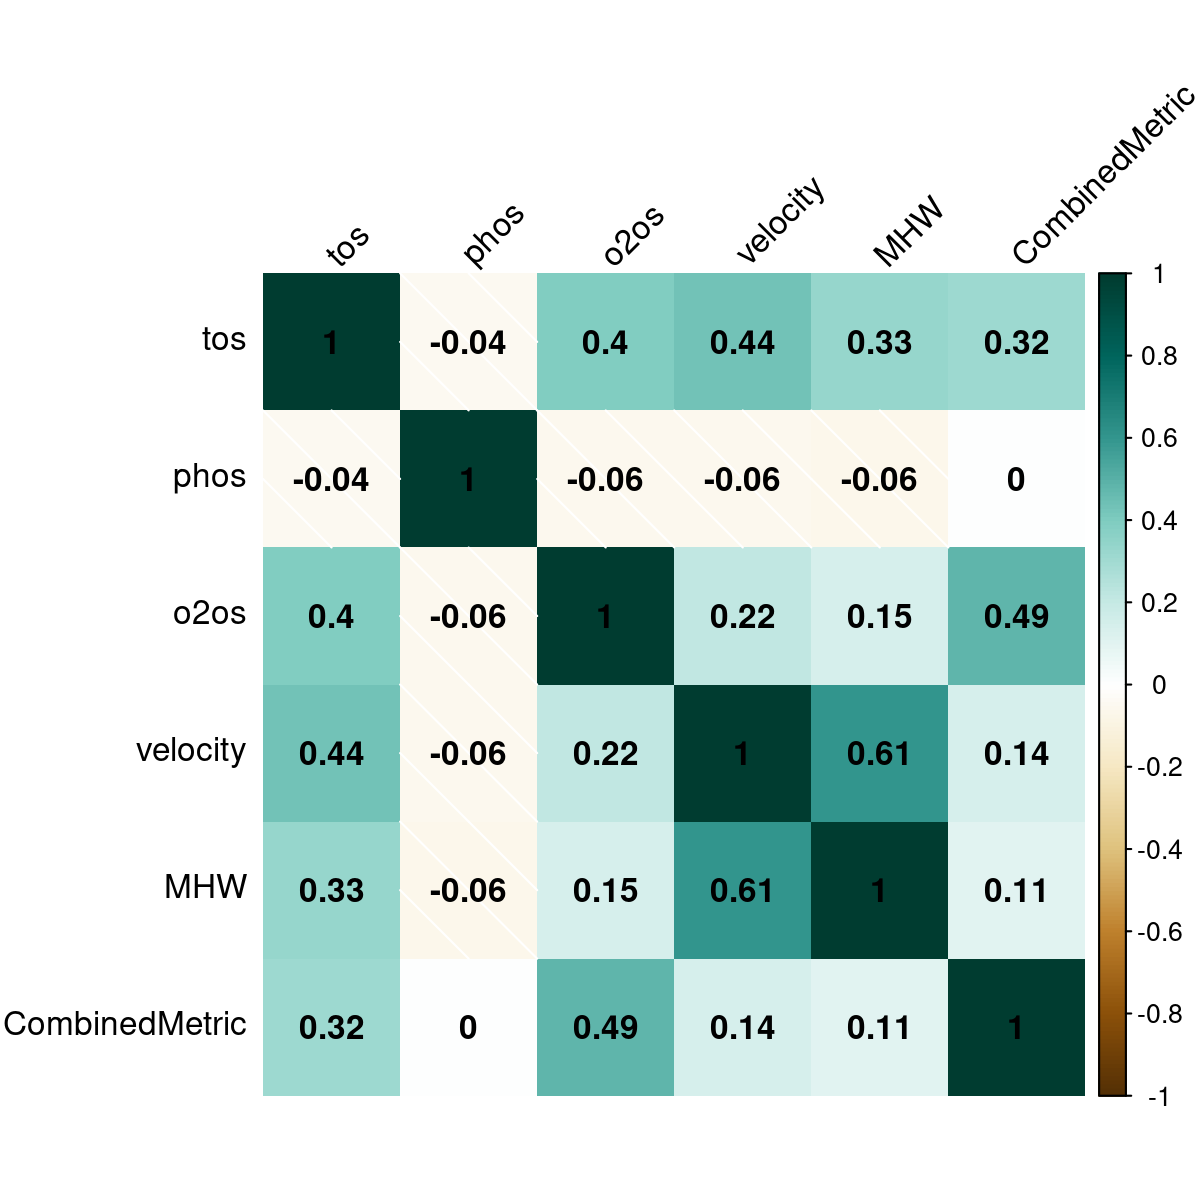 tos phos o2os velocity MHW CombinedMetric
tos 1 -0.04 0.4 0.44 0.33 0.32
phos -0.04 1 -0.06 -0.06 -0.06 0
o2os 0.4 -0.06 1 0.22 0.15 0.49
velocity 0.44 -0.06 0.22 1 0.61 0.14
MHW 0.33 -0.06 0.15 0.61 1 0.11
CombinedMetric 0.32 0 0.49 0.14 0.11 1
1
0.8
0.6
0.4
0.2
0
-0.2
-0.4
-0.6
-0.8
-1